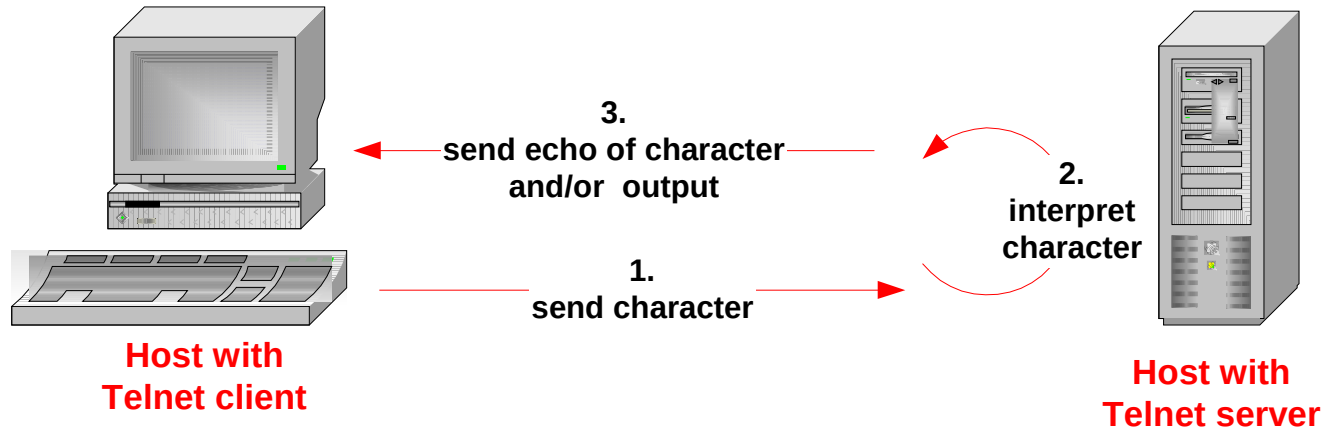 3.
send echo of character
and/or output
2.
interpret
character
1.
send character
Host with
Telnet client
Host with
Telnet server